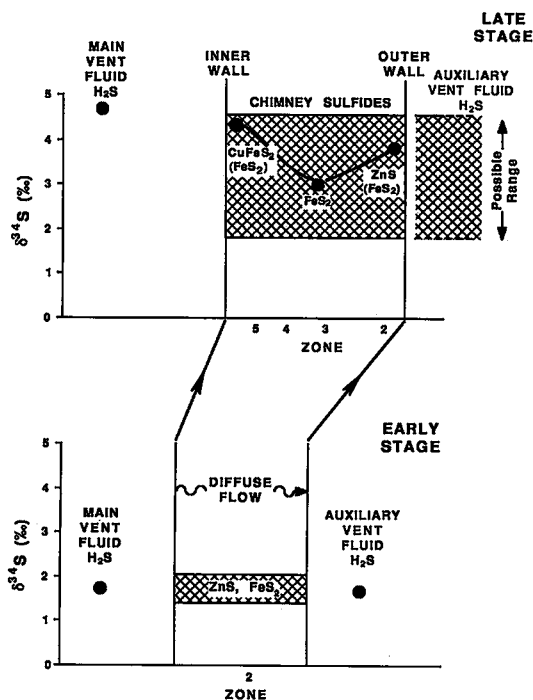 LATE
STAGE
MAIN
VENT
FLUID
H₂S
INNER
WALL
OUTER
WALL
AUXILIARY
VENT FLUID
H₂S
CHIMNEY SULFIDES
CuFeS₂
(FeS₂)
FeS₂
ZnS
(FeS₂)
Possible
Range
δ³⁴S (‰)
5
4
3
2
1
0
5 4 3 2
ZONE
EARLY
STAGE
DIFFUSE
FLOW
MAIN
VENT
FLUID
H₂S
AUXILIARY
VENT
FLUID
H₂S
ZnS, FeS₂
δ³⁴S (‰)
5
4
3
2
1
0
2
ZONE